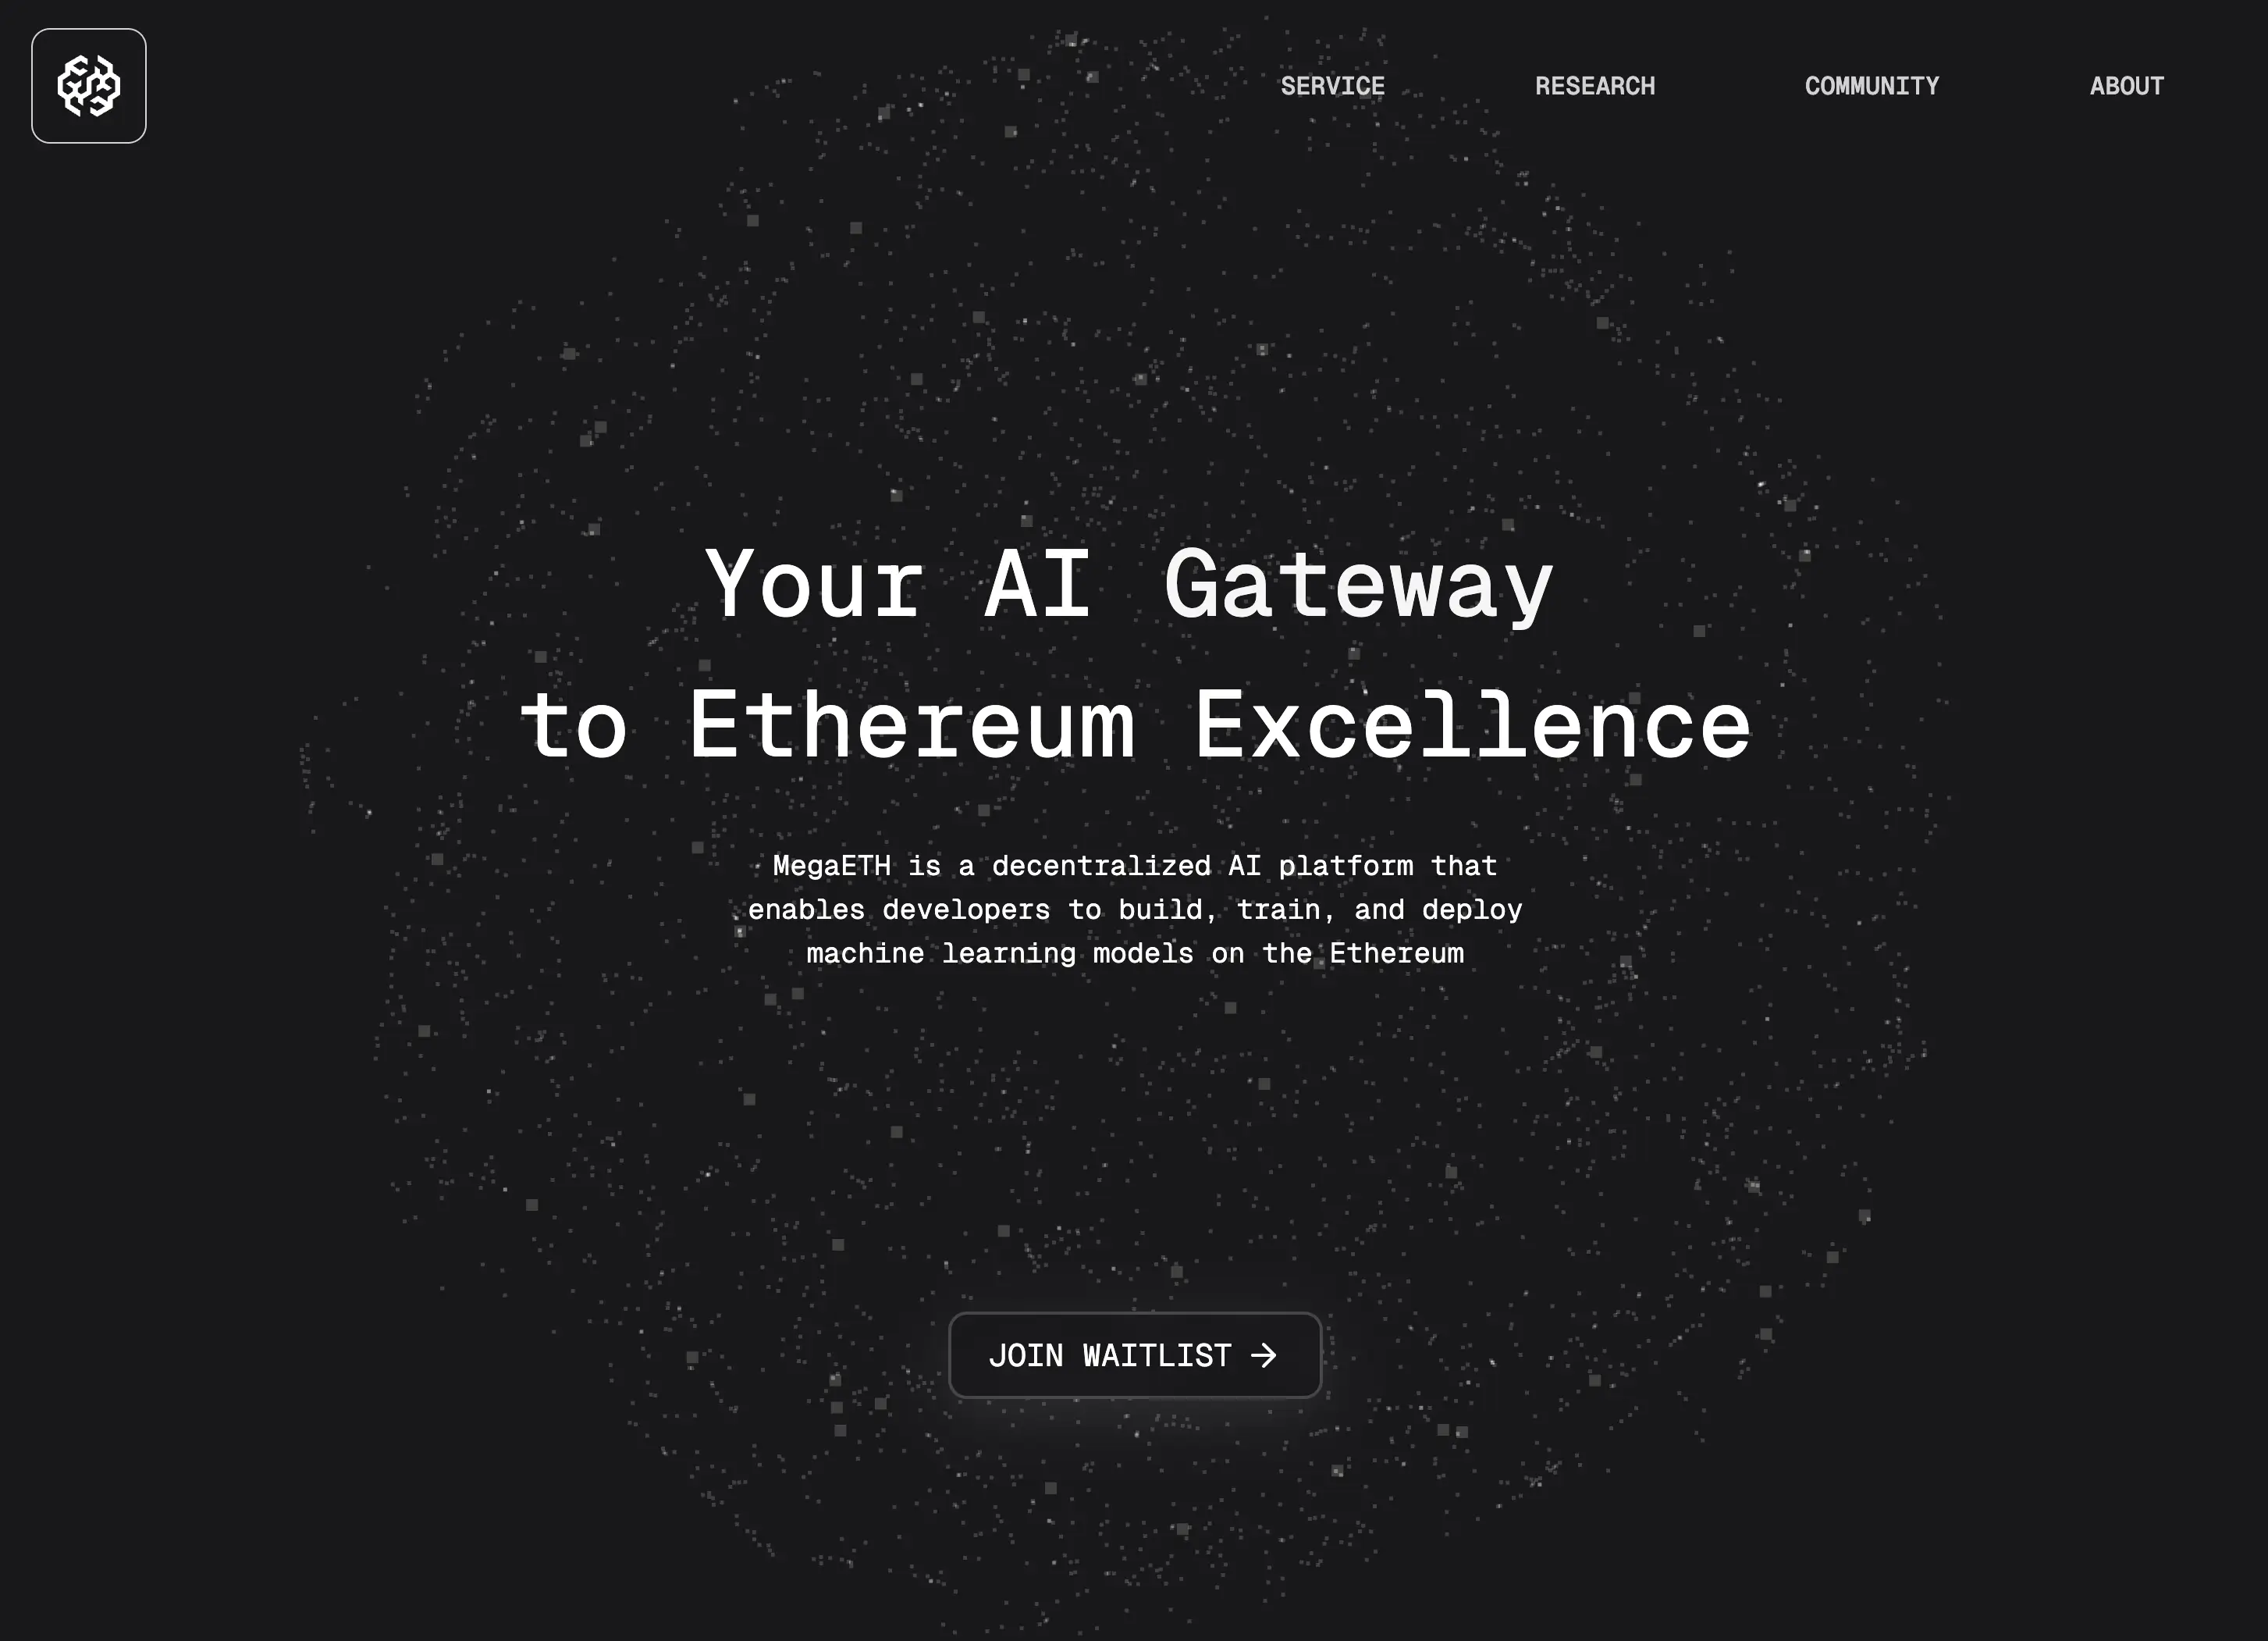 SERVICE
RESEARCH
COMMUNITY
ABOUT
Your AI Gateway
to Ethereum Excellence
MegaETH is a decentralized AI platform that
enables developers to build, train, and deploy
machine learning models on the Ethereum
JOIN WAITLIST →